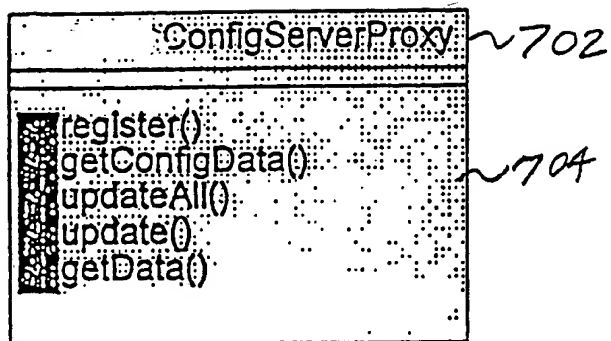 ConfigServerProxy 702
register()
getConfigData()
704
updateAll()
update()
getData()